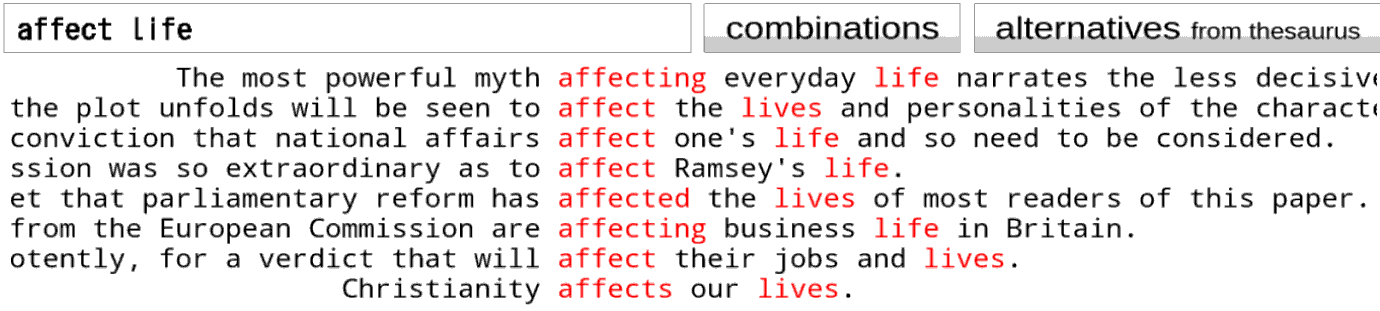 affect life combinations alternatives from thesaurus
The most powerful myth affecting everyday life narrates the less decisive
the plot unfolds will be seen to affect the lives and personalities of the characte
conviction that national affairs affect one's life and so need to be considered.
ssion was so extraordinary as to affect Ramsey's life.
et that parliamentary reform has affected the lives of most readers of this paper.
from the European Commission are affecting business life in Britain.
otently, for a verdict that will affect their jobs and lives.
Christianity affects our lives.